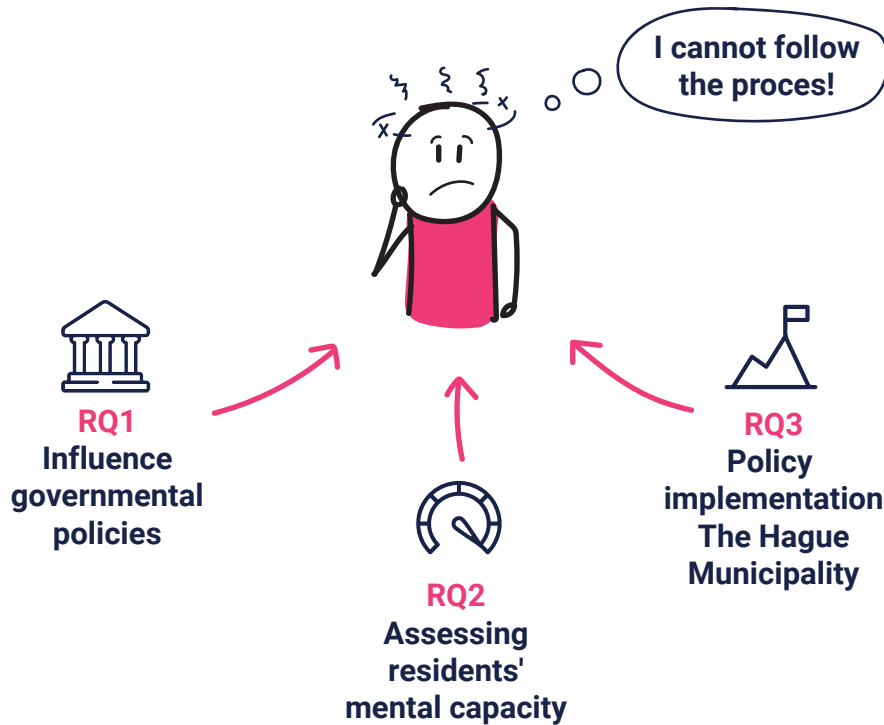 I cannot follow
the proces!
RQ1
Influence
governmental
policies
RQ2
Assessing
residents'
mental capacity
RQ3
Policy
implementation
The Hague
Municipality